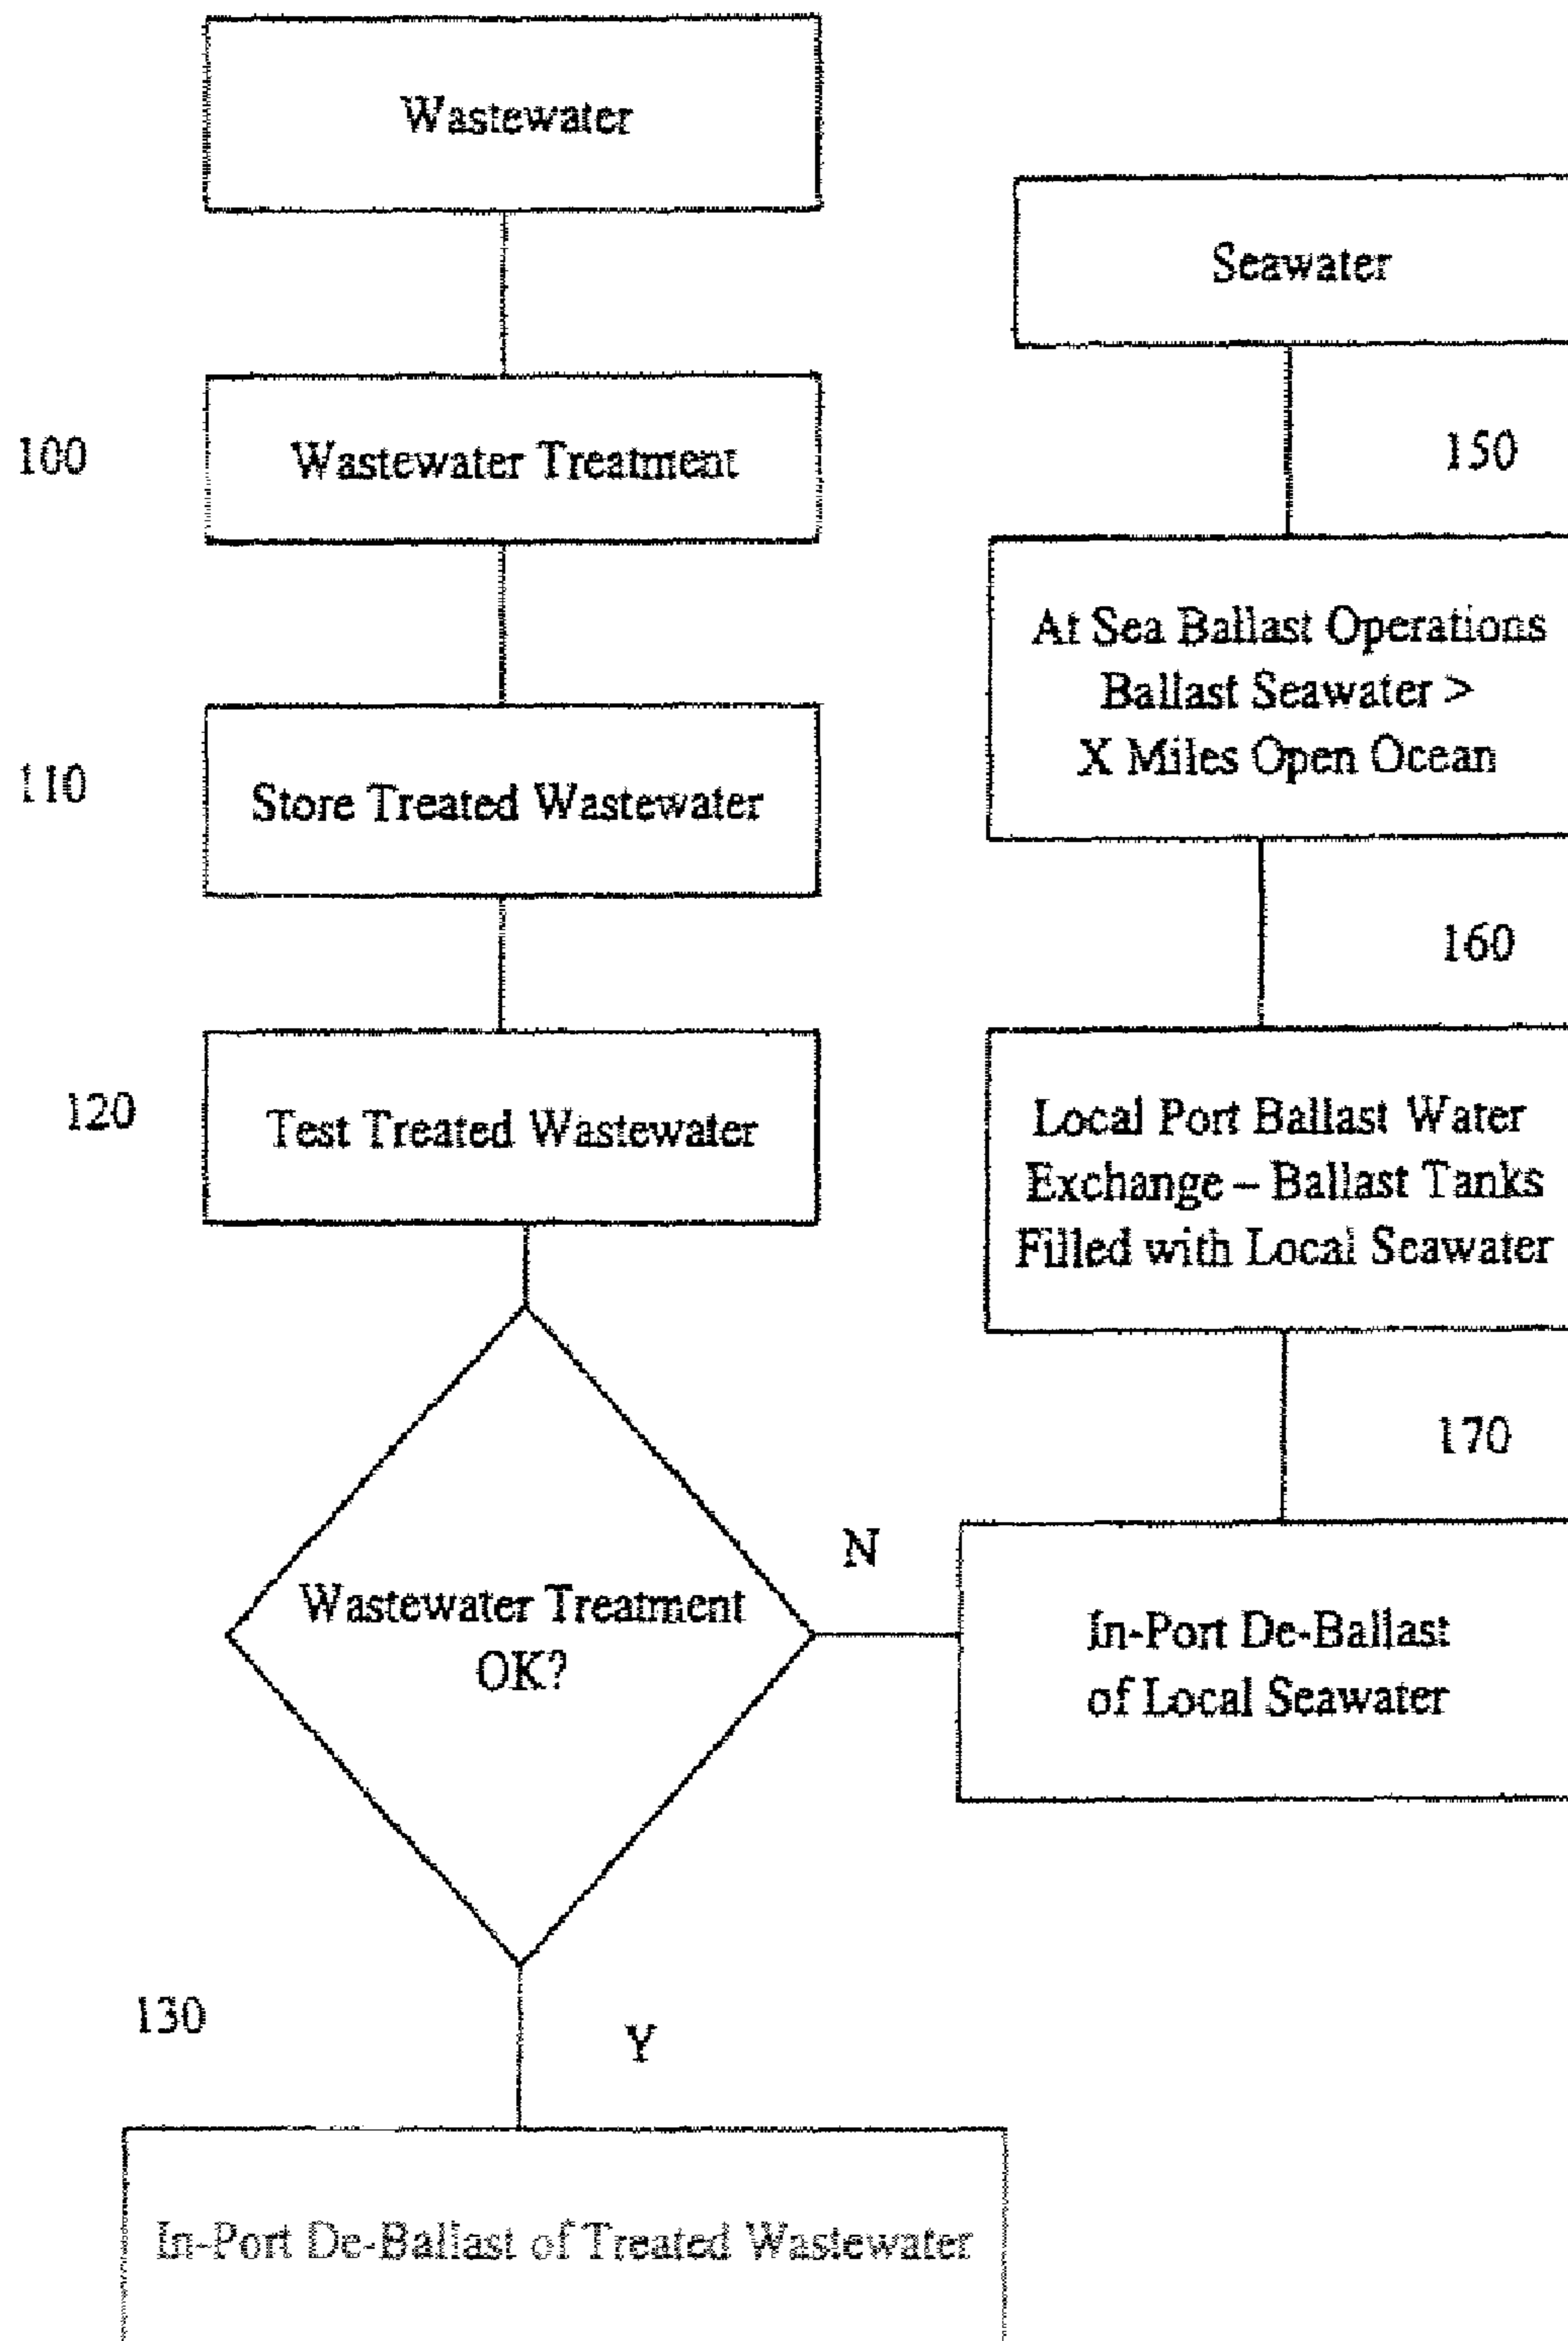 Wastewater
100
Wastewater Treatment
110
Store Treated Wastewater
120
Test Treated Wastewater
Wastewater Treatment
OK?
N
130
Y
In-Port De-Ballast of Treated Wastewater
Seawater
150
At Sea Ballast Operations
Ballast Seawater >
X Miles Open Ocean
160
Local Port Ballast Water
Exchange – Ballast Tanks
Filled with Local Seawater
170
In-Port De-Ballast
of Local Seawater